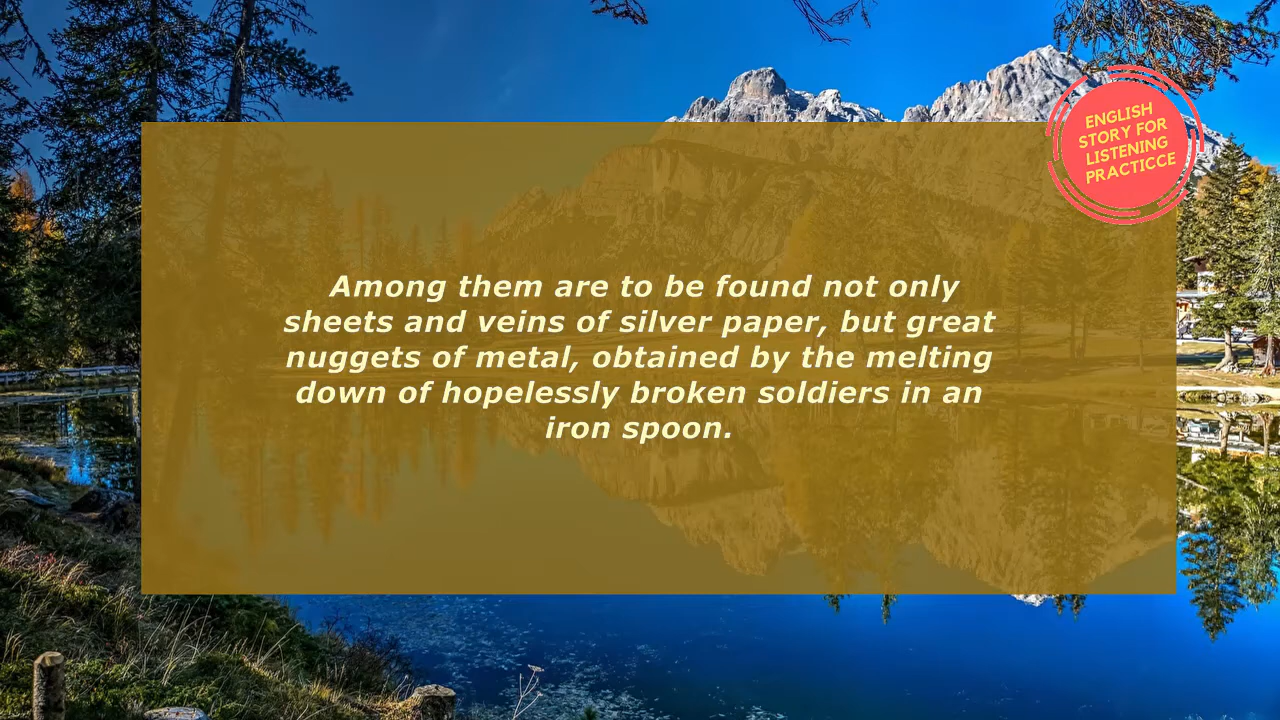 ENGLISH
STORY FOR
LISTENING
PRACTICCE
Among them are to be found not only
sheets and veins of silver paper, but great
nuggets of metal, obtained by the melting
down of hopelessly broken soldiers in an
iron spoon.